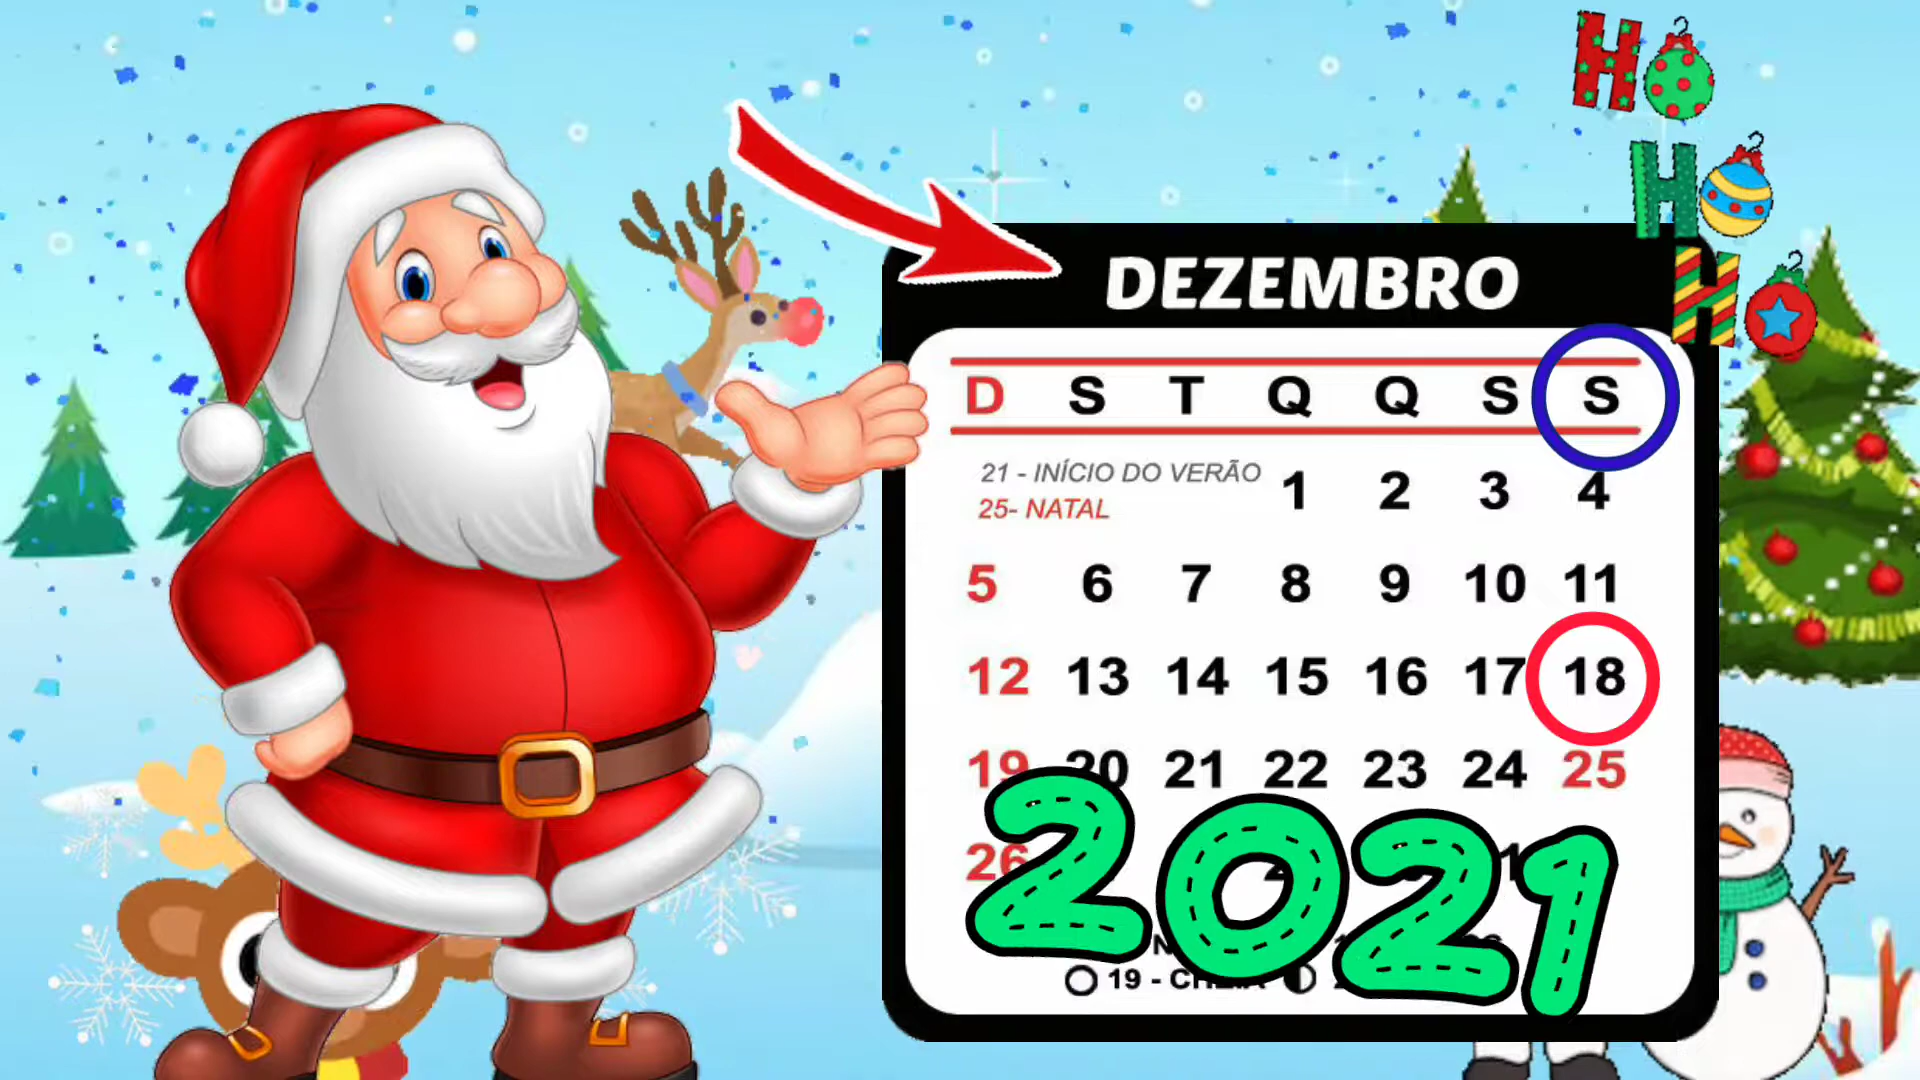 HO
HO
HO
DEZEMBRO
D S T Q Q S S
21 - INÍCIO DO VERÃO
25- NATAL
1 2 3 4
5 6 7 8 9 10 11
12 13 14 15 16 17 18
19 20 21 22 23 24 25
26
2021
19 - CHEIA